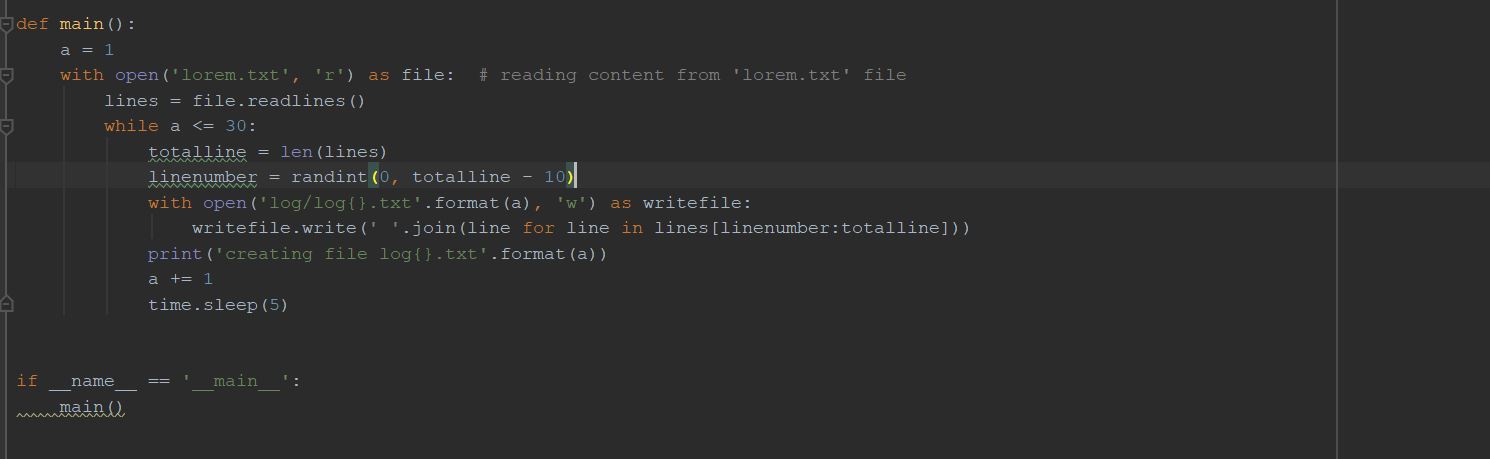 def main():
    a = 1
    with open('lorem.txt', 'r') as file:  # reading content from 'lorem.txt' file
        lines = file.readlines()
        while a <= 30:
            totalline = len(lines)
            linenumber = randint(0, totalline - 10)
            with open('log/log{}.txt'.format(a), 'w') as writefile:
                writefile.write(' '.join(line for line in lines[linenumber:totalline]))
            print('creating file log{}.txt'.format(a))
            a += 1
            time.sleep(5)
if __name__ == '__main__':
    main()